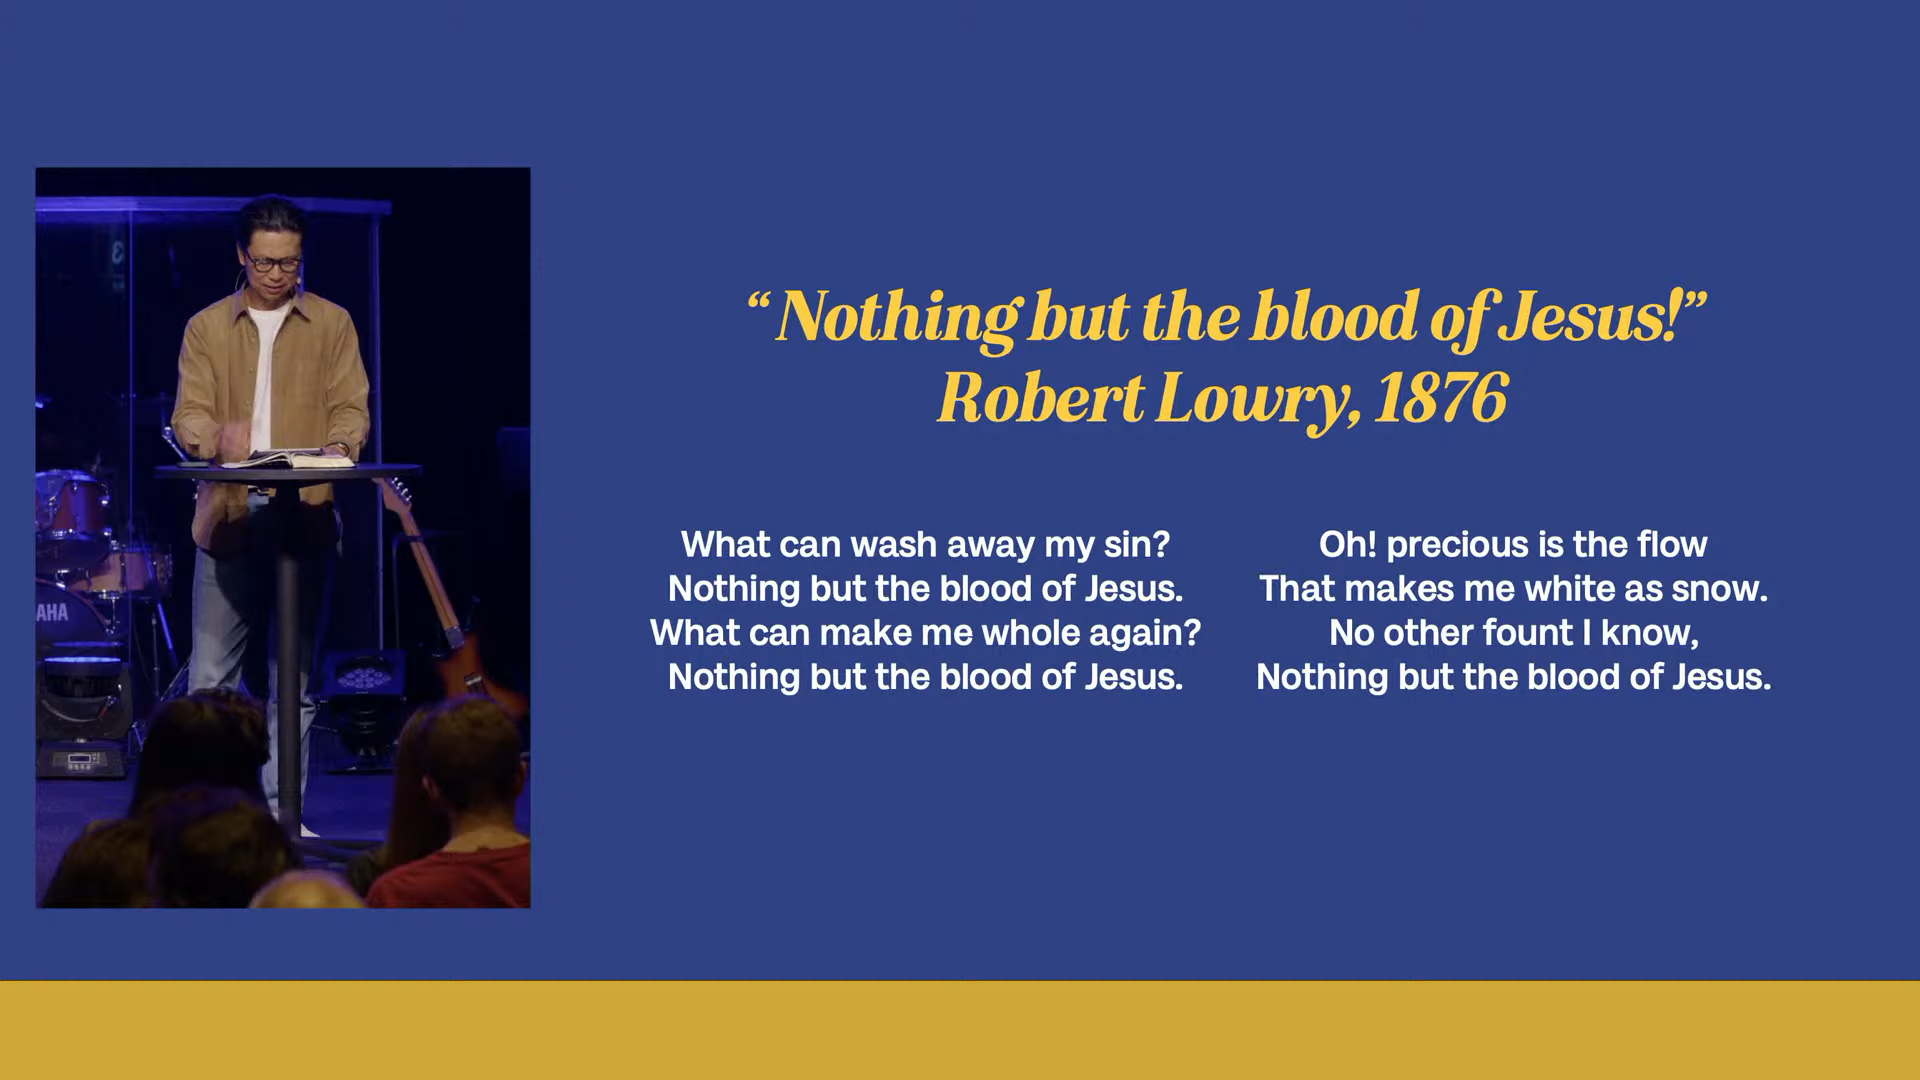 “Nothing but the blood of Jesus!”
Robert Lowry, 1876
What can wash away my sin?
Nothing but the blood of Jesus.
What can make me whole again?
Nothing but the blood of Jesus.
Oh! precious is the flow
That makes me white as snow.
No other fount I know,
Nothing but the blood of Jesus.
AHA
3